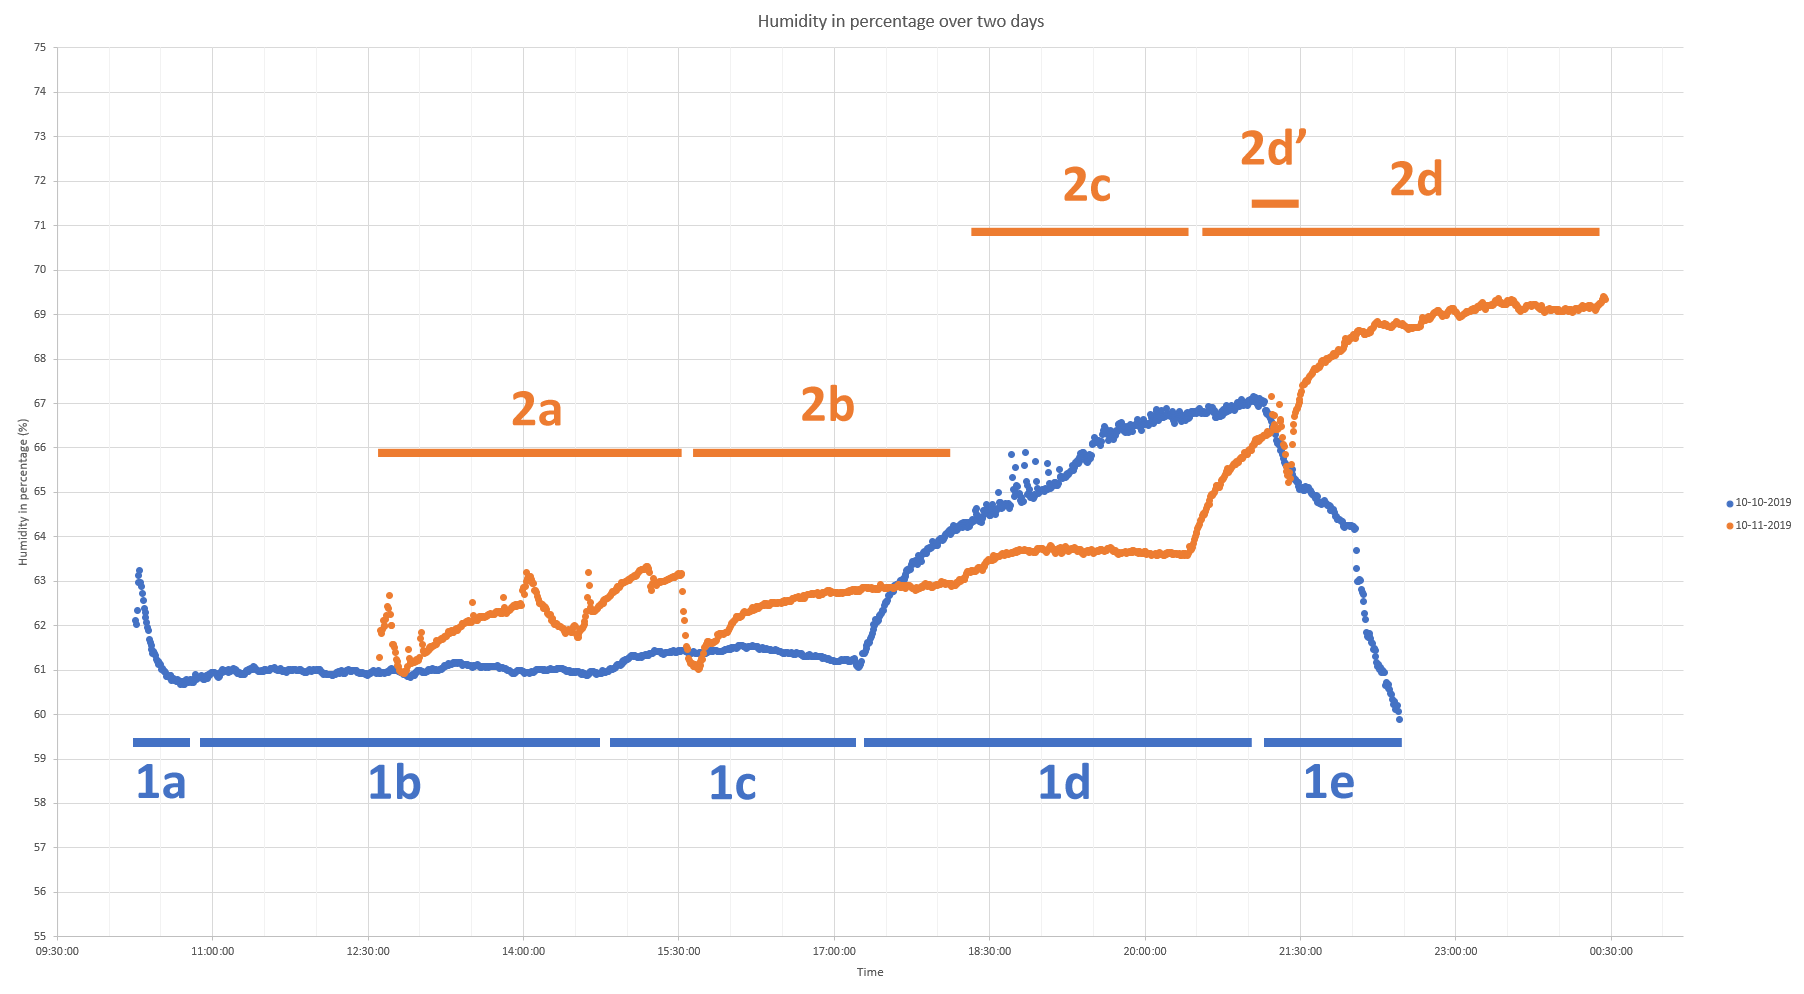 Humidity in percentage over two days
75
74
73
72
71
70
69
68
67
66
65
64
63
62
61
60
59
58
57
56
55
Humidity in percentage (%)
2d’
2c
2d
2a
2b
1a
1b
1c
1d
1e
10-10-2019
10-11-2019
09:30:00
11:00:00
12:30:00
14:00:00
15:30:00
17:00:00
18:30:00
20:00:00
21:30:00
23:00:00
00:30:00
Time